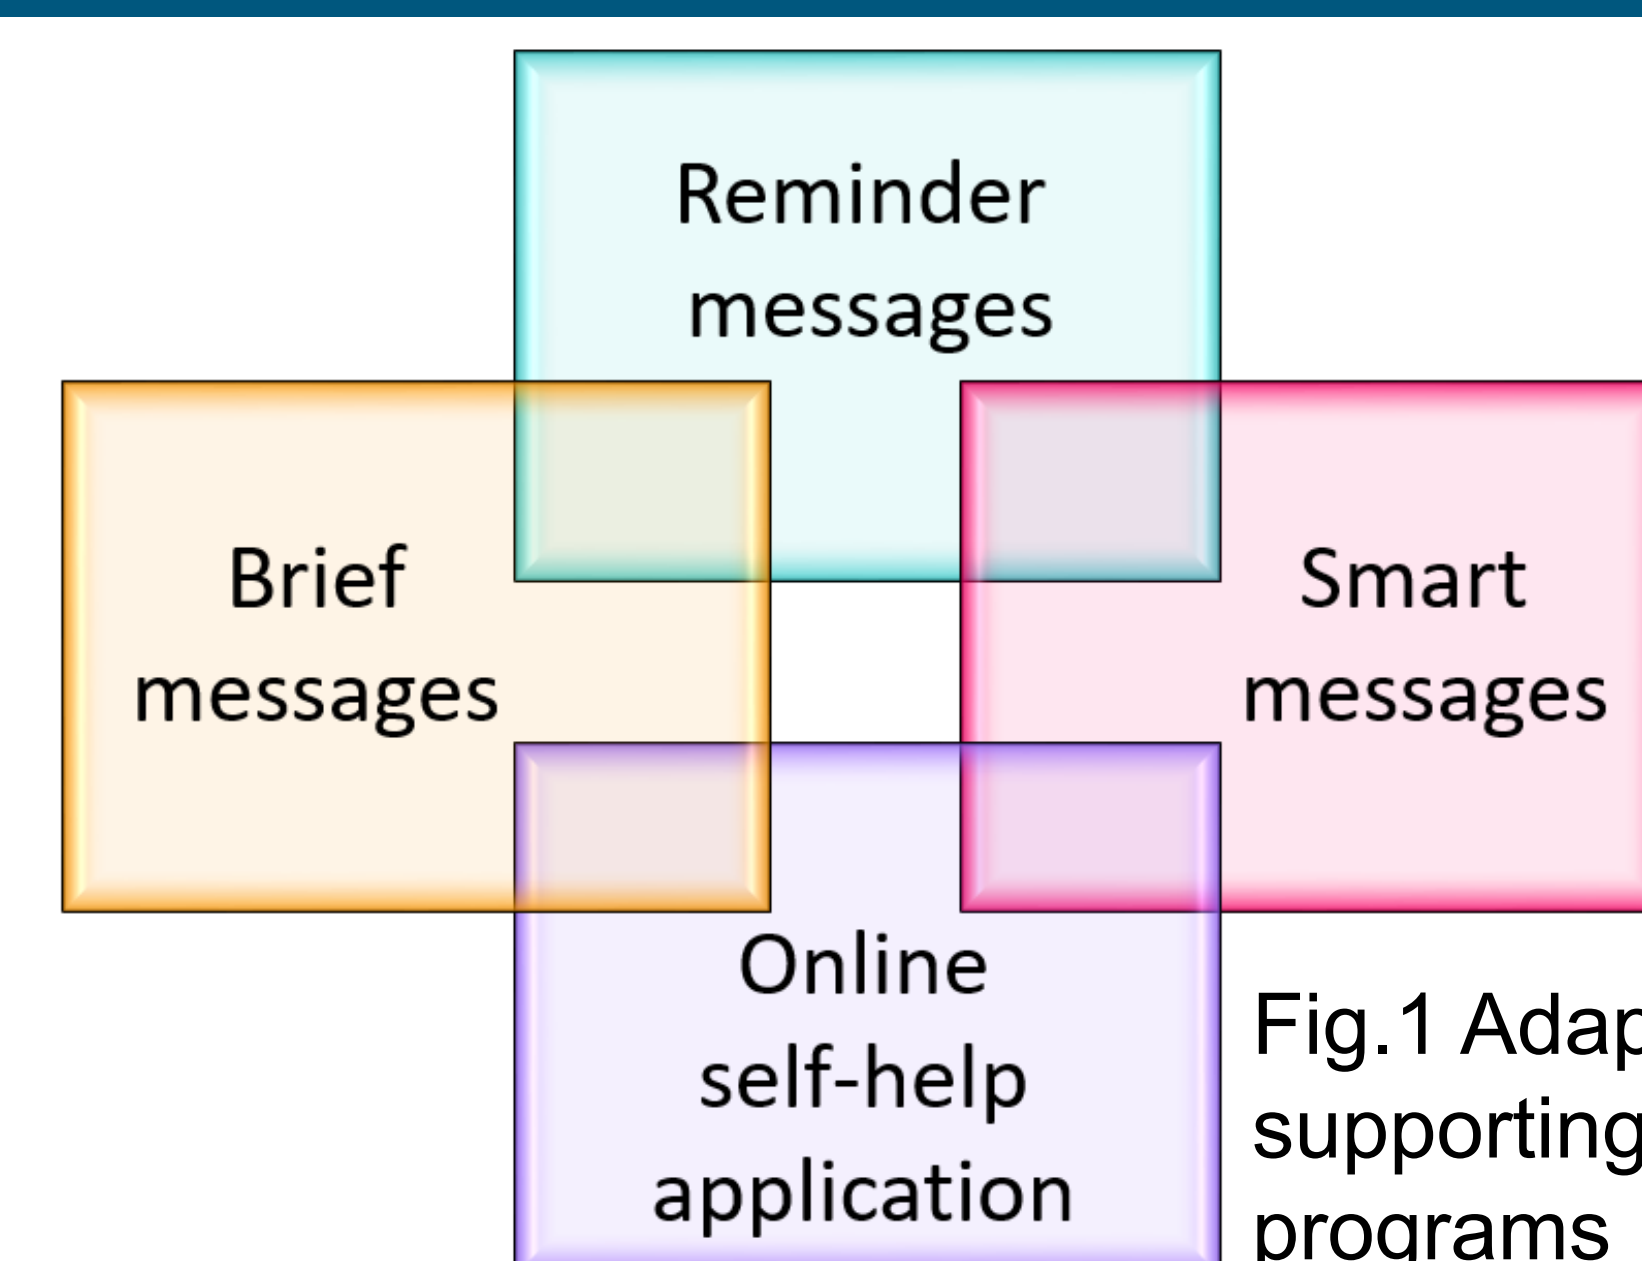 Reminder
messages
Brief
messages
Smart
messages
Online
self-help
application
Fig.1
supporting
programs